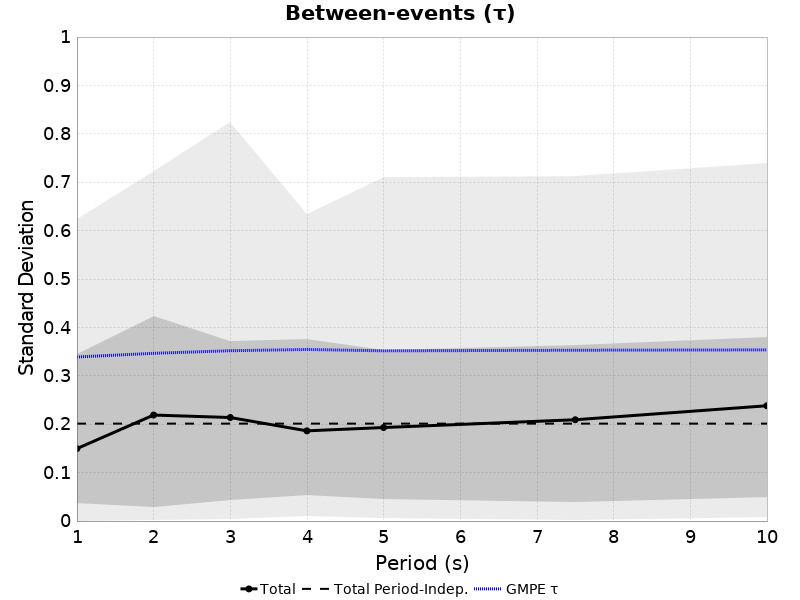 Between-events (τ)
Standard Deviation
1
0.9
0.8
0.7
0.6
0.5
0.4
0.3
0.2
0.1
0
1 2 3 4 5 6 7 8 9 10
Period (s)
Total Total Period-Indep. GMPE τ